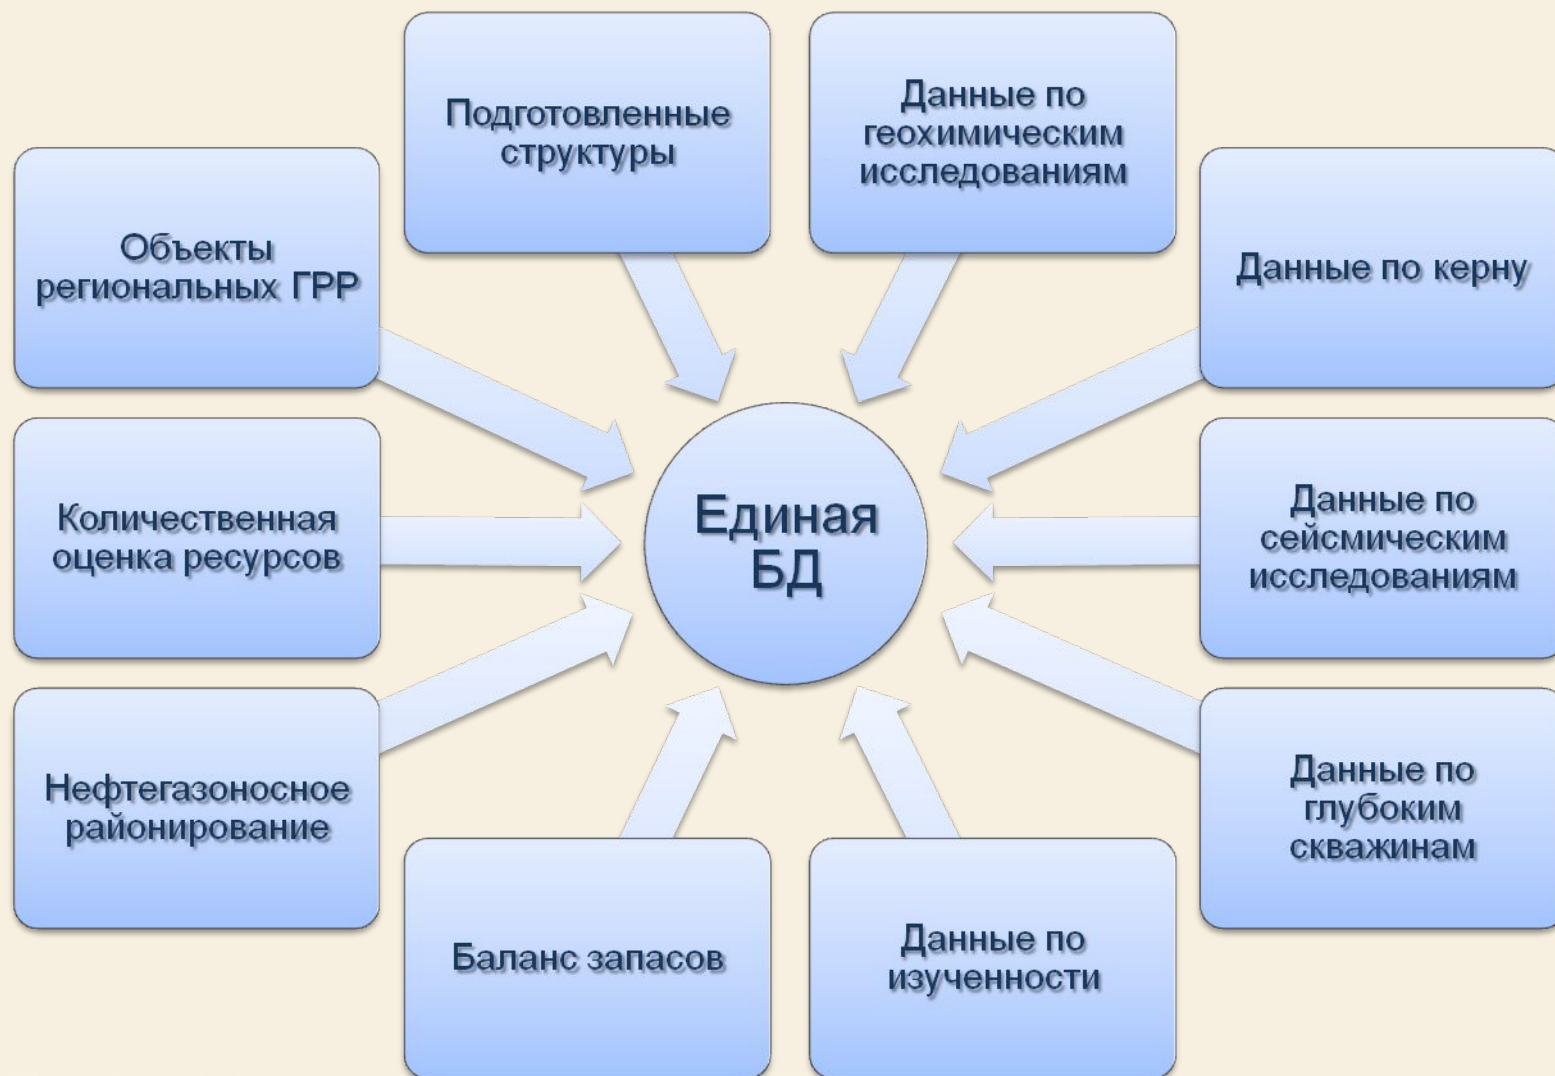 Подготовленные
структуры
Данные по
геохимическим
исследованиям
Объекты
региональных ГРР
Данные по керну
Количественная
оценка ресурсов
Единая
БД
Данные по
сейсмическим
исследованиям
Нефтегазоносное
районирование
Данные по
глубоким
скважинам
Баланс запасов
Данные по
изученности